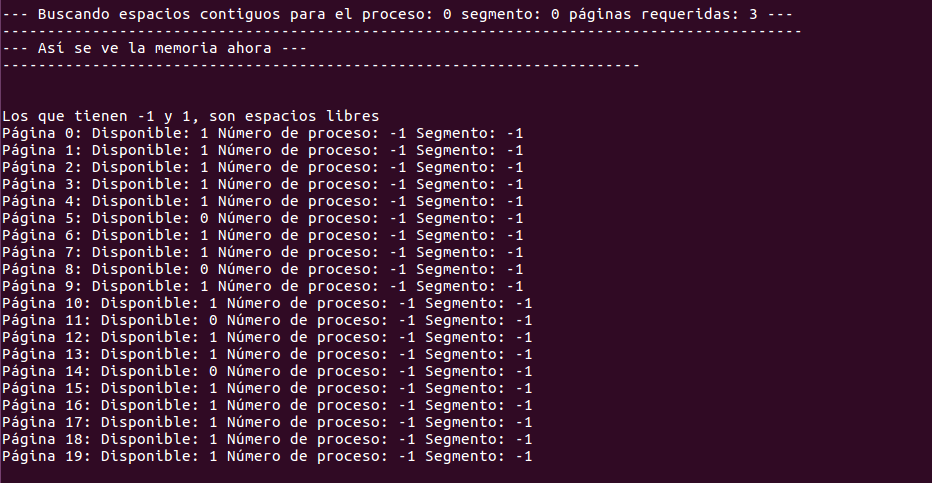 --- Buscando espacios contiguos para el proceso: 0 segmento: 0 páginas requeridas: 3 ---
-----------------------------------------------------------------------------------------
--- Así se ve la memoria ahora ---
-----------------------------------------------------------------------
Los que tienen -1 y 1, son espacios libres
Página 0: Disponible: 1 Número de proceso: -1 Segmento: -1
Página 1: Disponible: 1 Número de proceso: -1 Segmento: -1
Página 2: Disponible: 1 Número de proceso: -1 Segmento: -1
Página 3: Disponible: 1 Número de proceso: -1 Segmento: -1
Página 4: Disponible: 1 Número de proceso: -1 Segmento: -1
Página 5: Disponible: 0 Número de proceso: -1 Segmento: -1
Página 6: Disponible: 1 Número de proceso: -1 Segmento: -1
Página 7: Disponible: 1 Número de proceso: -1 Segmento: -1
Página 8: Disponible: 0 Número de proceso: -1 Segmento: -1
Página 9: Disponible: 1 Número de proceso: -1 Segmento: -1
Página 10: Disponible: 1 Número de proceso: -1 Segmento: -1
Página 11: Disponible: 0 Número de proceso: -1 Segmento: -1
Página 12: Disponible: 1 Número de proceso: -1 Segmento: -1
Página 13: Disponible: 1 Número de proceso: -1 Segmento: -1
Página 14: Disponible: 0 Número de proceso: -1 Segmento: -1
Página 15: Disponible: 1 Número de proceso: -1 Segmento: -1
Página 16: Disponible: 1 Número de proceso: -1 Segmento: -1
Página 17: Disponible: 1 Número de proceso: -1 Segmento: -1
Página 18: Disponible: 1 Número de proceso: -1 Segmento: -1
Página 19: Disponible: 1 Número de proceso: -1 Segmento: -1